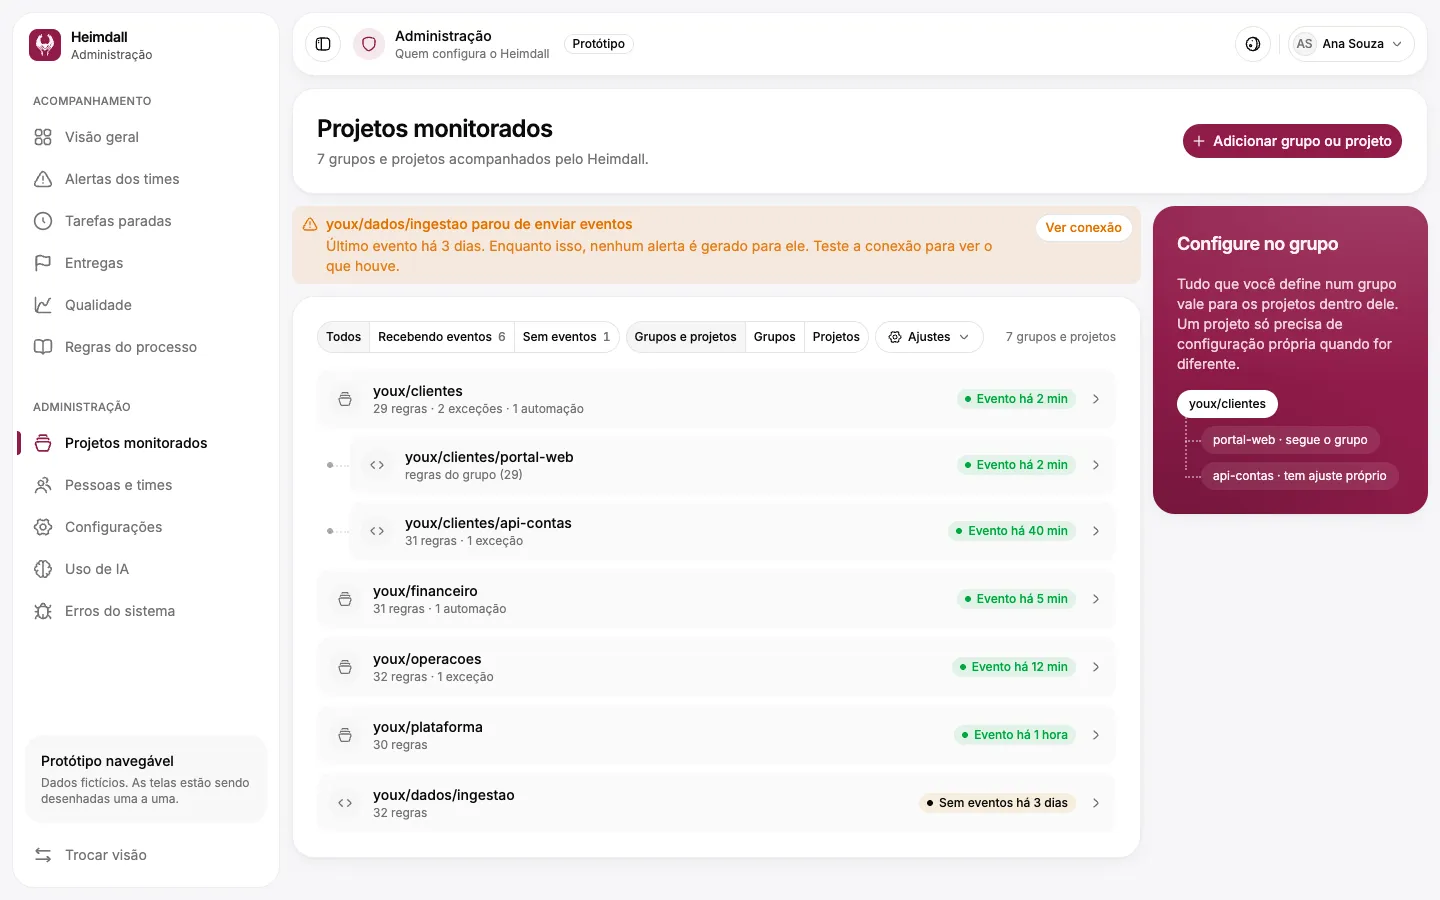 Heimdall
Administração
ACOMPANHAMENTO
Visão geral
Alertas dos times
Tarefas paradas
Entregas
Qualidade
Regras do processo
ADMINISTRAÇÃO
Projetos monitorados
Pessoas e times
Configurações
Uso de IA
Erros do sistema
Protótipo navegável
Dados fictícios. As telas estão sendo
desenhadas uma a uma.
Trocar visão
Administração
Quem configura o Heimdall
Protótipo
AS Ana Souza
Projetos monitorados
7 grupos e projetos acompanhados pelo Heimdall.
Adicionar grupo ou projeto
youx/dados/ingestao parou de enviar eventos
Último evento há 3 dias. Enquanto isso, nenhum alerta é gerado para ele. Teste a conexão para ver o
que houve.
Ver conexão
Todos Recebendo eventos 6 Sem eventos 1 Grupos e projetos Grupos Projetos Ajustes 7 grupos e projetos
youx/clientes
29 regras · 2 exceções · 1 automação
Evento há 2 min
youx/clientes/portal-web
regras do grupo (29)
Evento há 2 min
youx/clientes/api-contas
31 regras · 1 exceção
Evento há 40 min
youx/financeiro
31 regras · 1 automação
Evento há 5 min
youx/operacoes
32 regras · 1 exceção
Evento há 12 min
youx/plataforma
30 regras
Evento há 1 hora
youx/dados/ingestao
32 regras
Sem eventos há 3 dias
Configure no grupo
Tudo que você define num grupo
vale para os projetos dentro dele.
Um projeto só precisa de
configuração própria quando for
diferente.
youx/clientes
portal-web · segue o grupo
api-contas · tem ajuste próprio